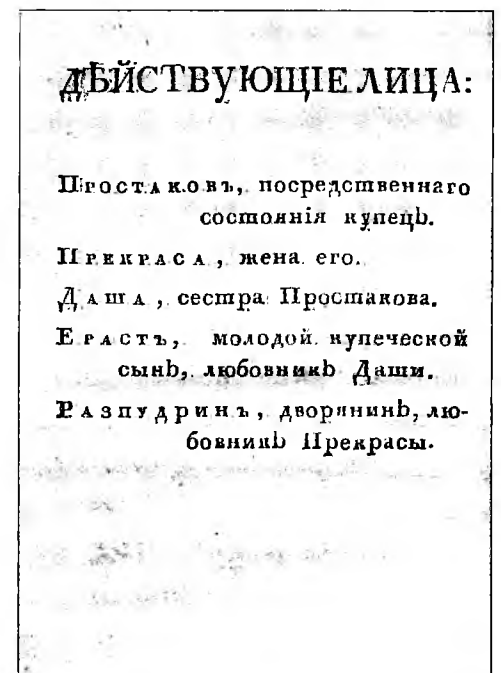 ДѢЙСТВУЮЩІЕ ЛИЦА:
Простаковъ, посредственнаго
состоянія купецъ.
Прекраса, жена его.
Даша, сестра Простакова.
Ерастъ, молодой купеческой
сынъ, любовникъ Даши.
Разпудринъ, дворянинъ, лю-
бовникъ Прекрасы.